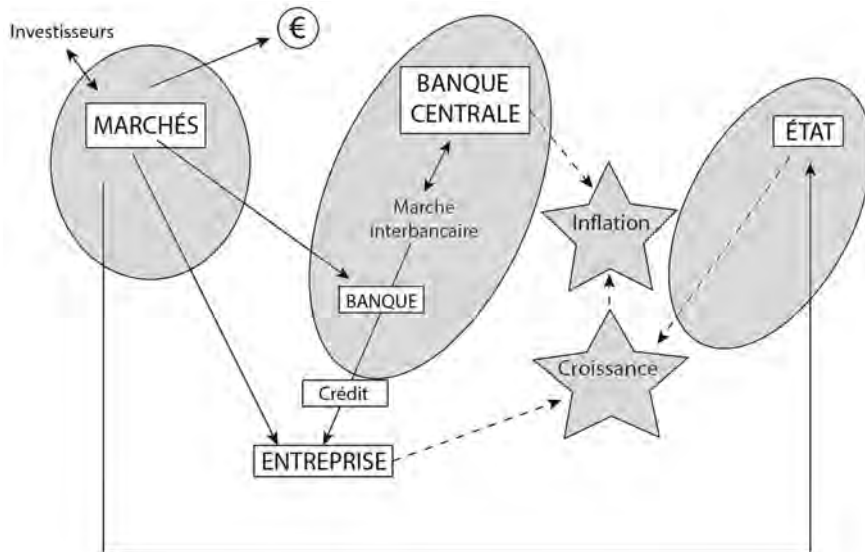 Investisseurs
€
MARCHÉS
BANQUE
CENTRALE
ÉTAT
Marche
interbancaire
Inflation
BANQUE
Croissance
Crédit
ENTREPRISE